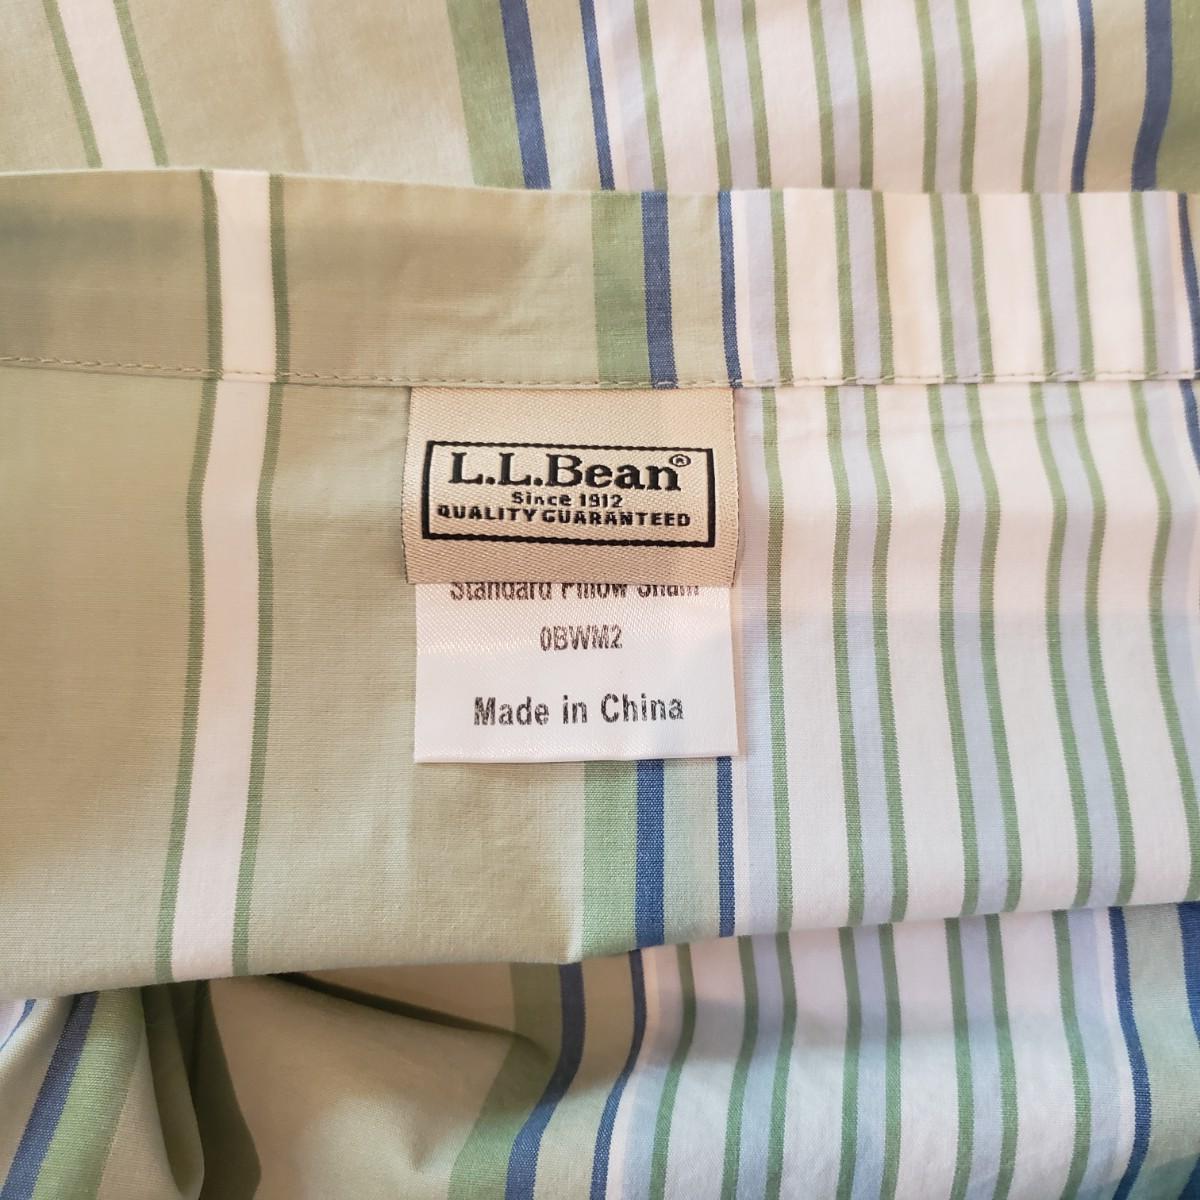 L.L.Bean®
Since 1912
QUALITY GUARANTEED
Standard Pillow Sham
0BWM2
Made in China